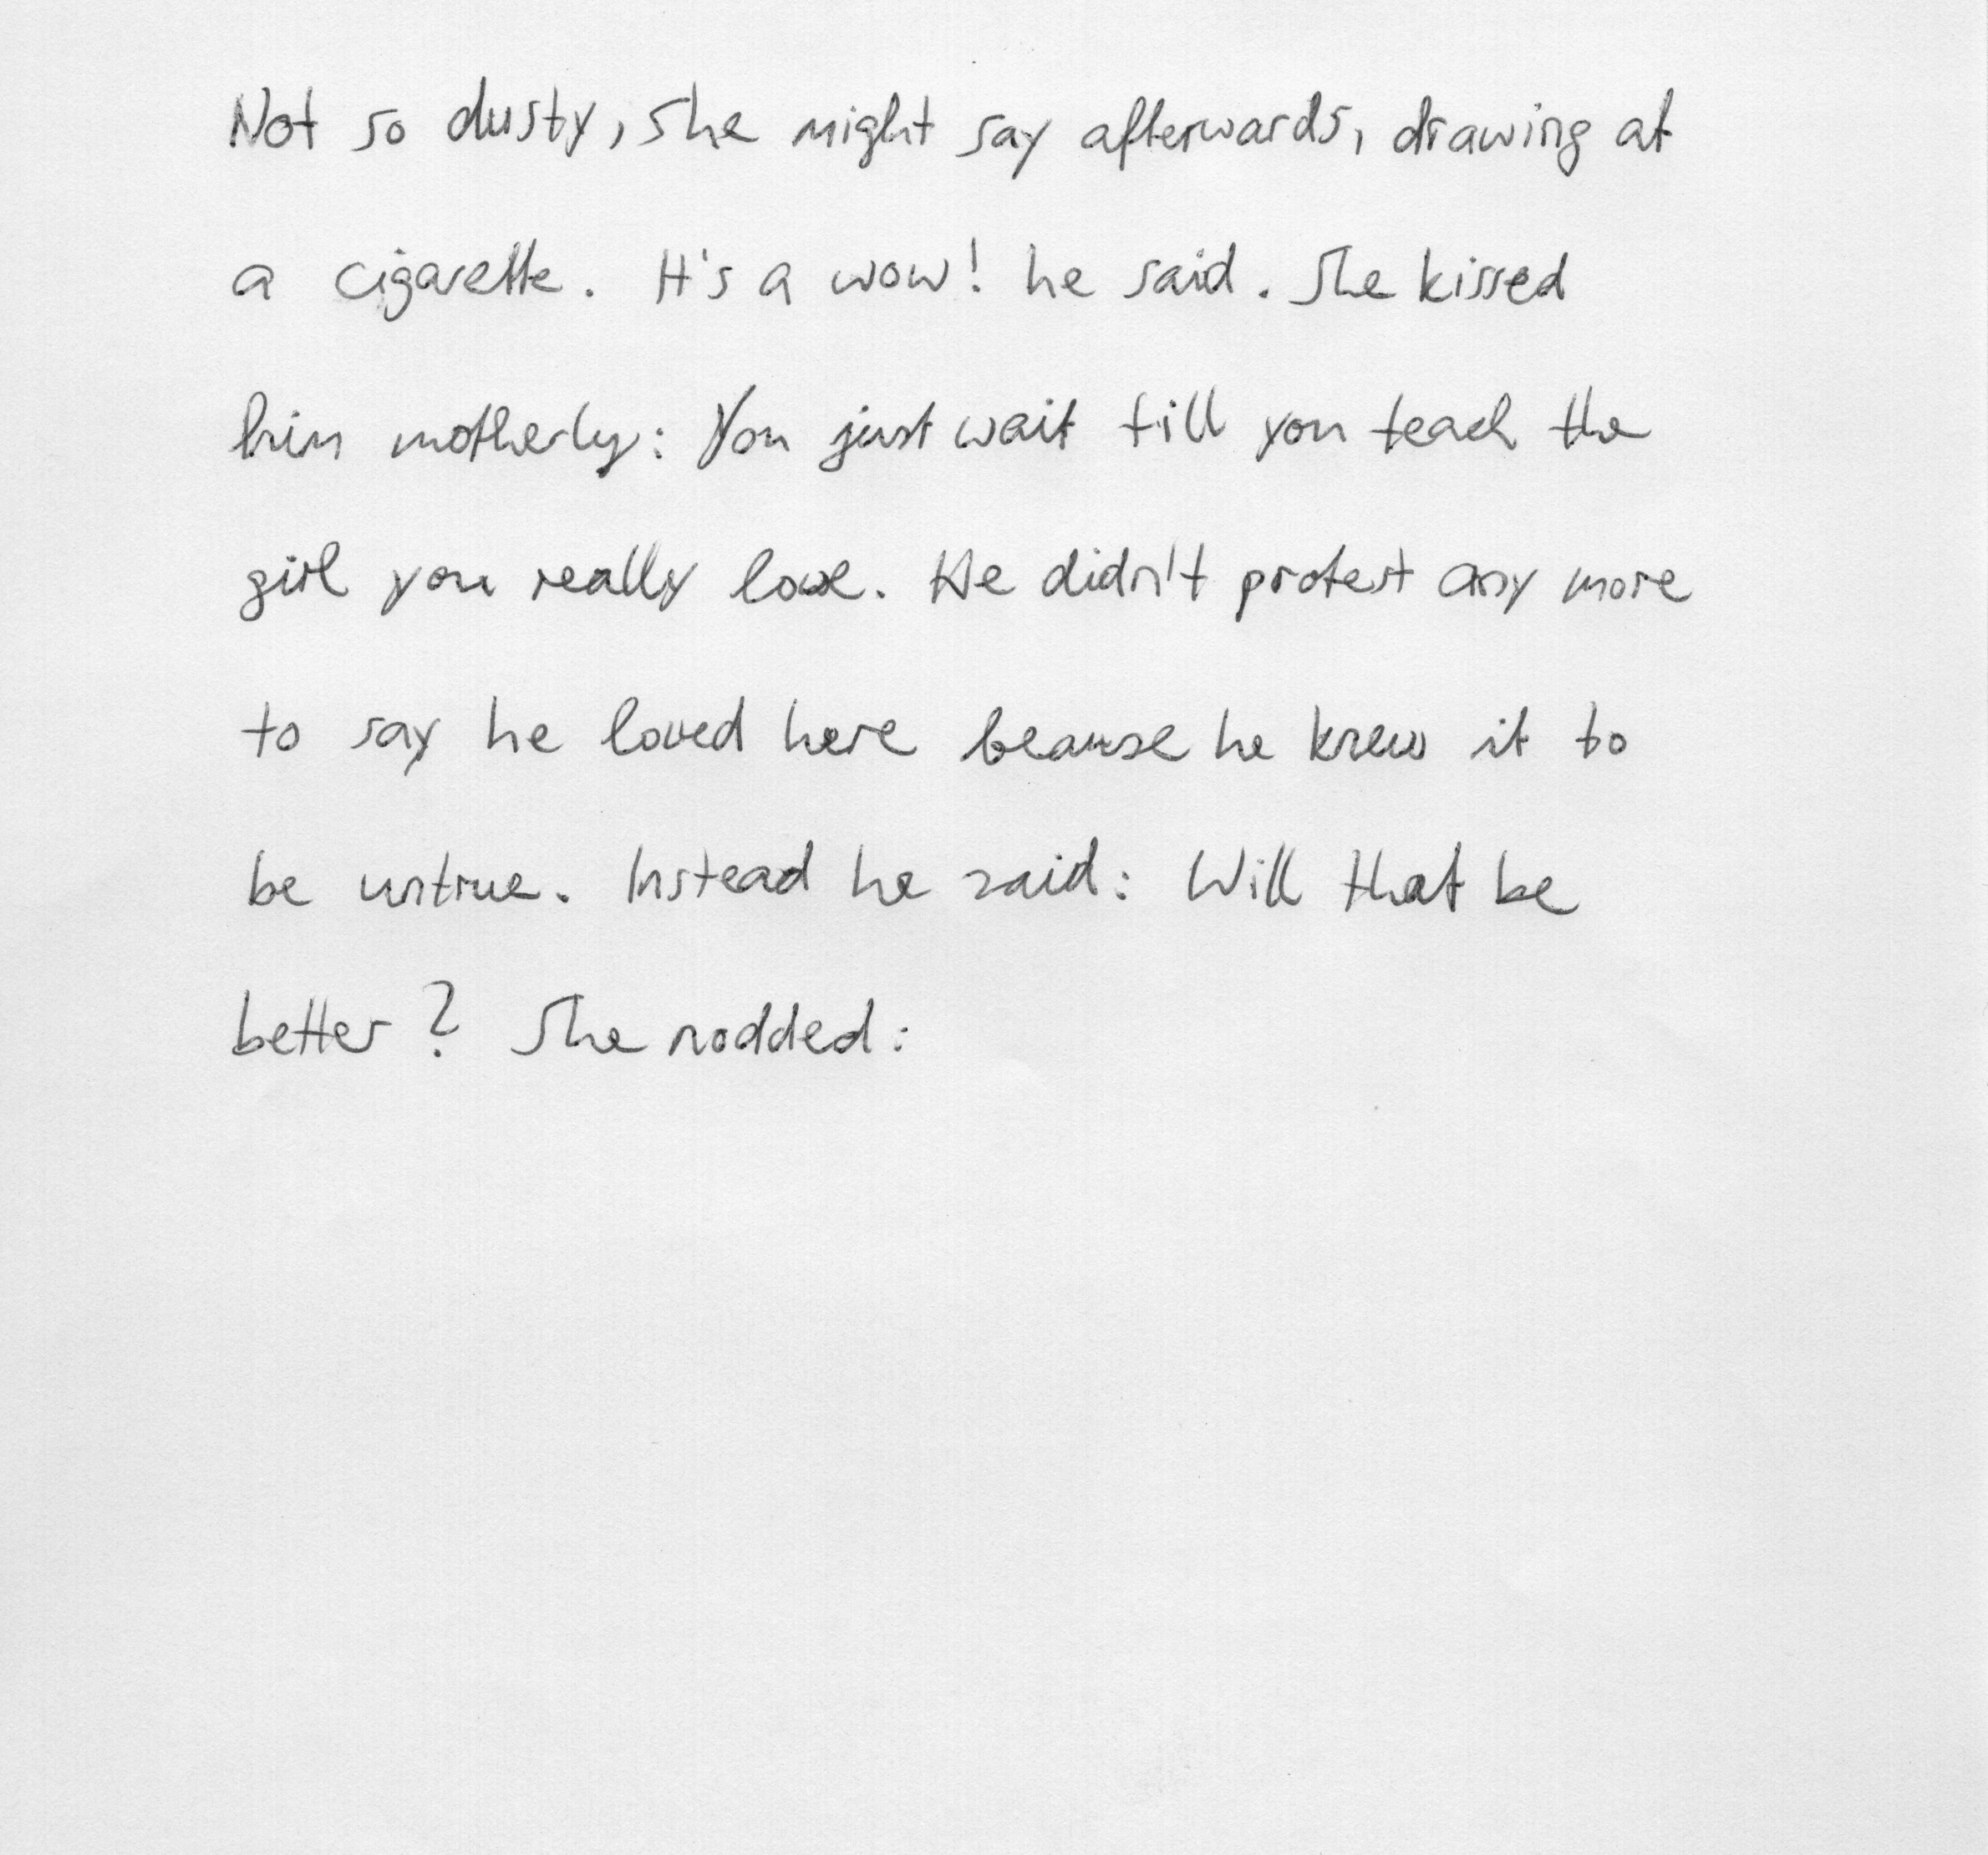 Not so dusty, she might say afterwards, drawing at
a cigarette. It's a wow! he said. She kissed
him motherly: You just wait till you teach the
girl you really love. He didn't protest any more
to say he loved here beause he knew it to
be untrue. Instead he said: Will that be
better? She nodded: